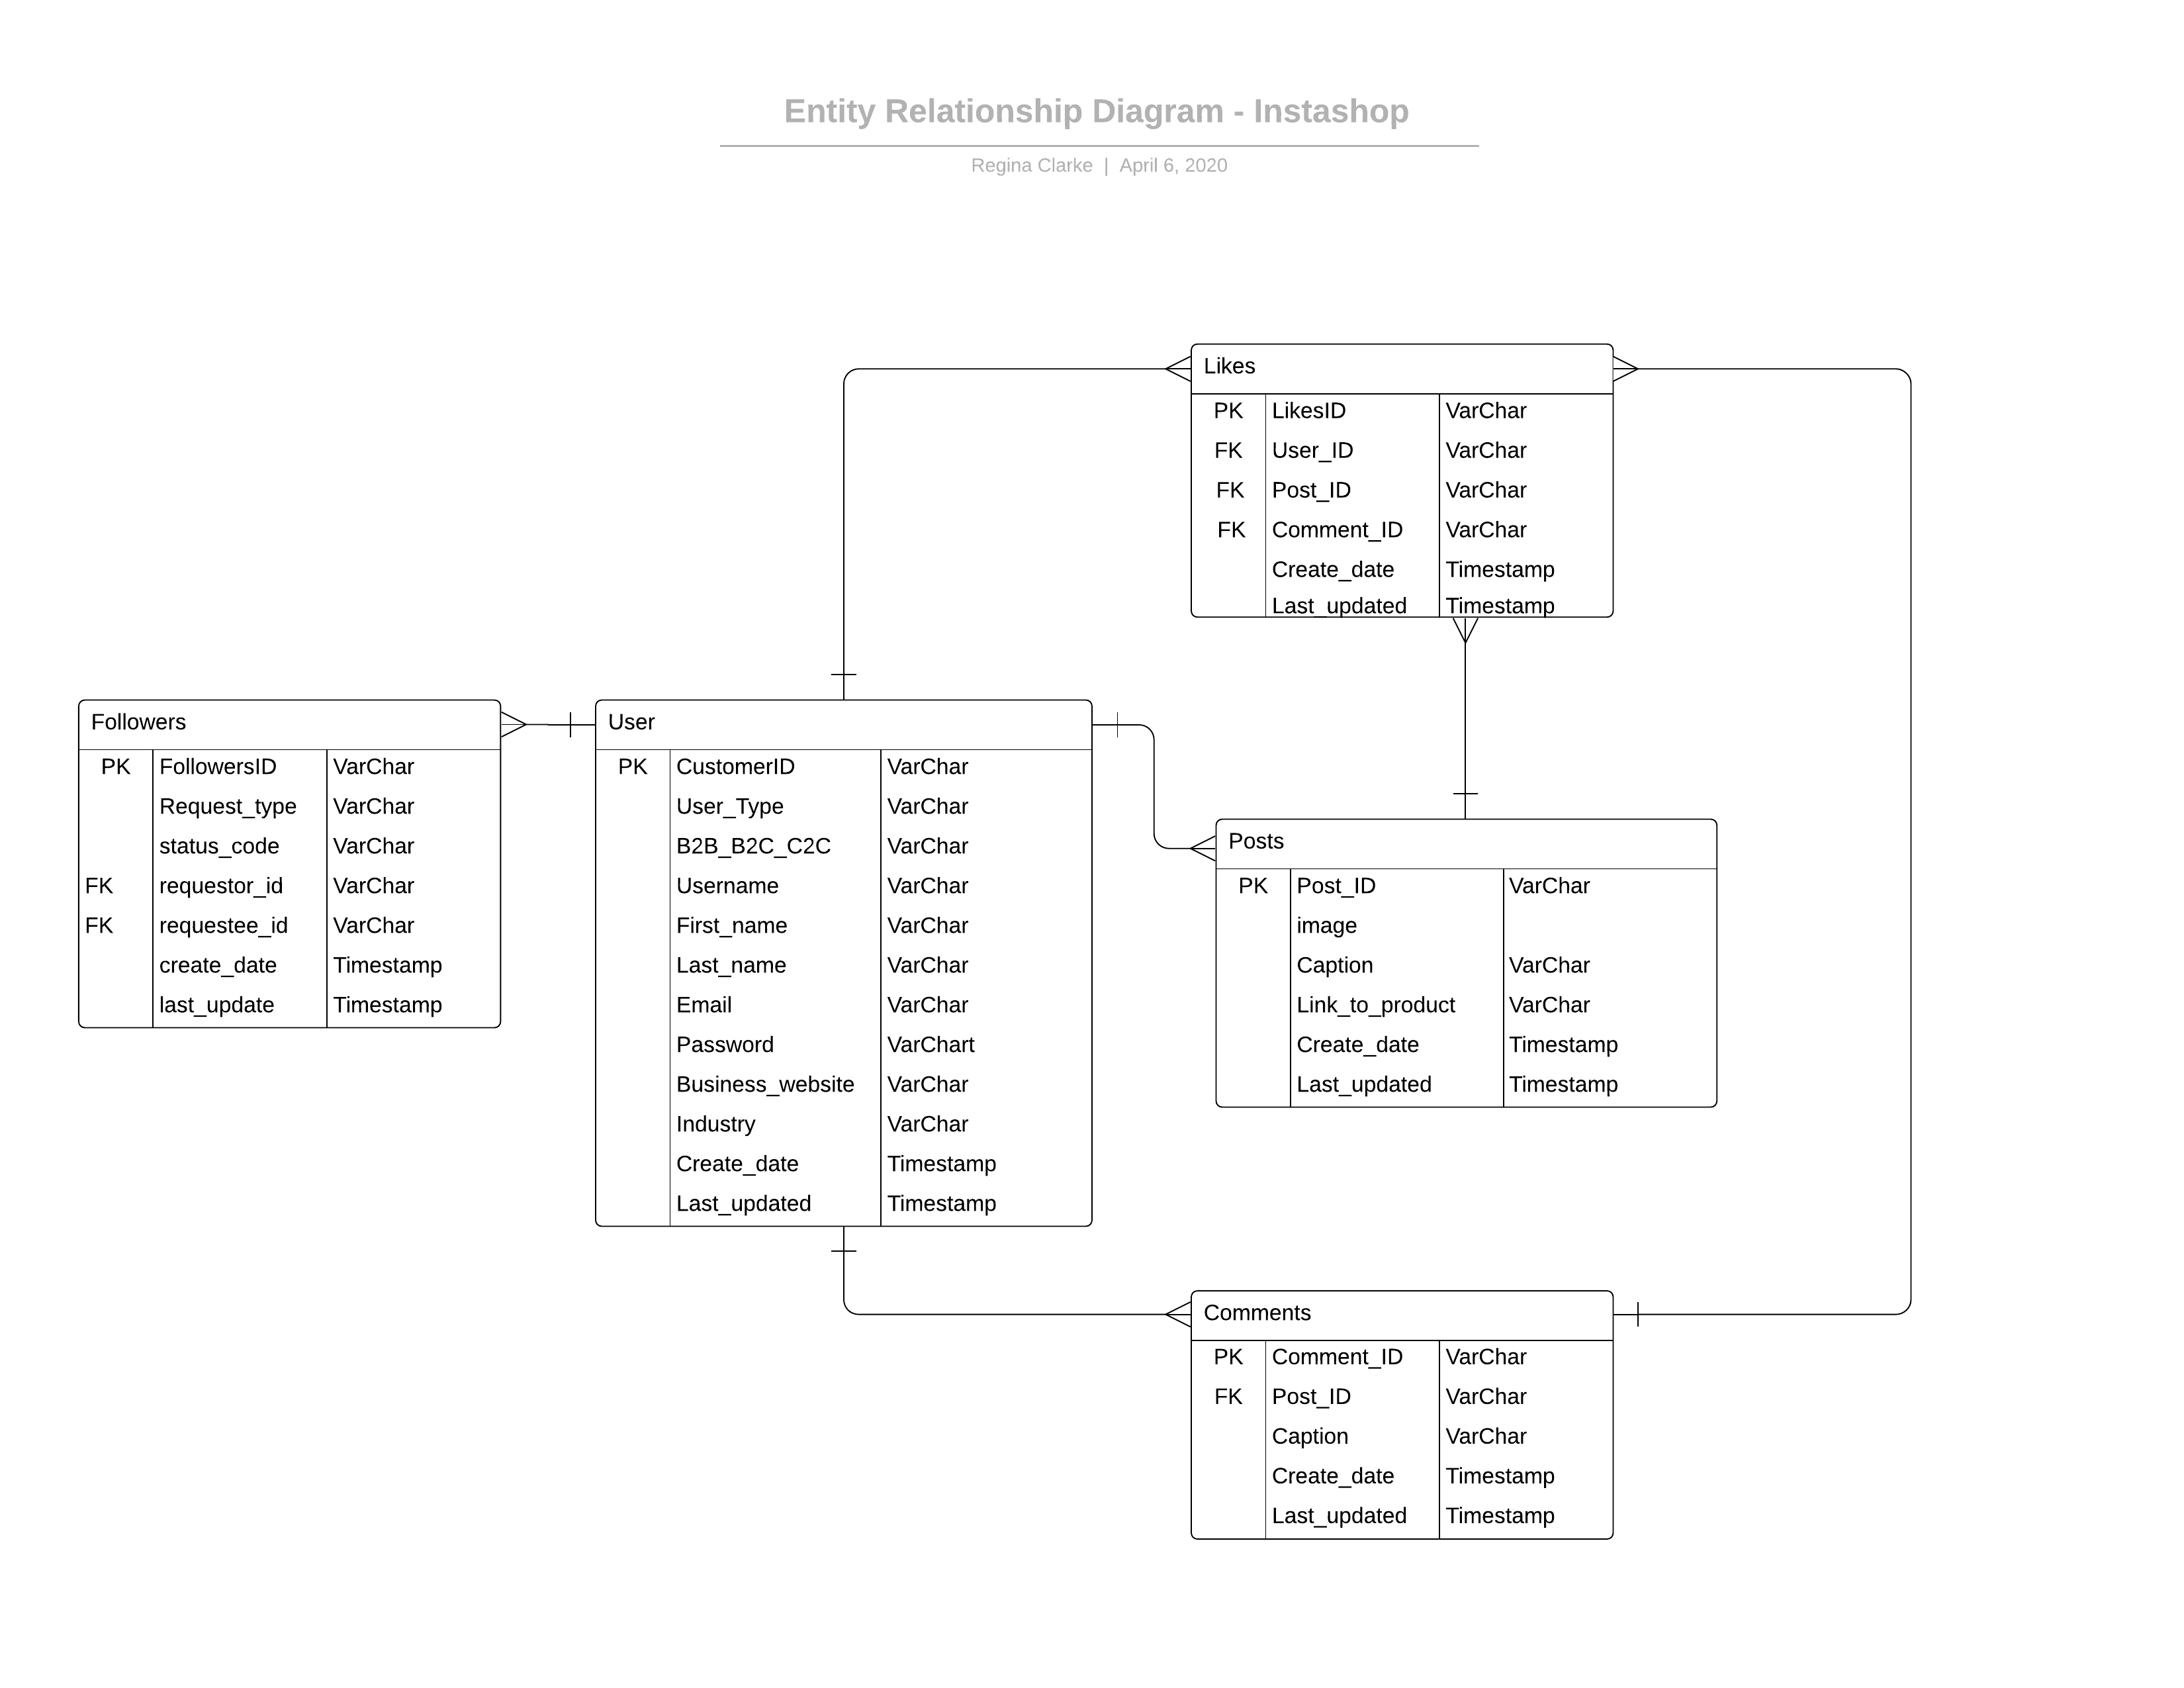 Entity Relationship Diagram - Instashop
Regina Clarke | April 6, 2020
Likes
PK LikesID VarChar
FK User_ID VarChar
FK Post_ID VarChar
FK Comment_ID VarChar
Create_date Timestamp
Last_updated Timestamp
Followers
PK FollowersID VarChar
Request_type VarChar
status_code VarChar
FK requestor_id VarChar
FK requestee_id VarChar
create_date Timestamp
last_update Timestamp
User
PK CustomerID VarChar
User_Type VarChar
B2B_B2C_C2C VarChar
Username VarChar
First_name VarChar
Last_name VarChar
Email VarChar
Password VarChart
Business_website VarChar
Industry VarChar
Create_date Timestamp
Last_updated Timestamp
Posts
PK Post_ID VarChar
image
Caption VarChar
Link_to_product VarChar
Create_date Timestamp
Last_updated Timestamp
Comments
PK Comment_ID VarChar
FK Post_ID VarChar
Caption VarChar
Create_date Timestamp
Last_updated Timestamp